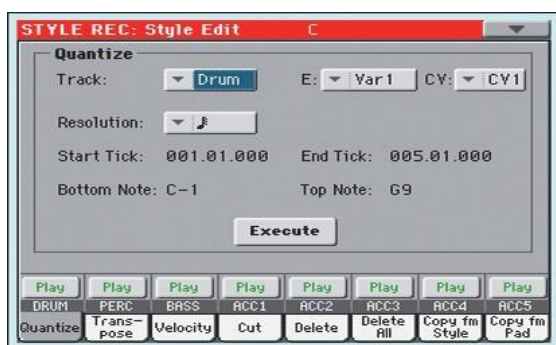 STYLE REC: Style Edit C
Quantize
Track: Drum E: Var1 CV: CV1
Resolution:
Start Tick: 001.01.000 End Tick: 005.01.000
Bottom Note: C-1 Top Note: G9
Execute
Play Play Play Play Play Play Play Play
DRUM PERC BASS ACC1 ACC2 ACC3 ACC4 ACC5
Quantize Trans-pose Velocity Cut Delete Delete All Copy fm Style Copy fm Pad